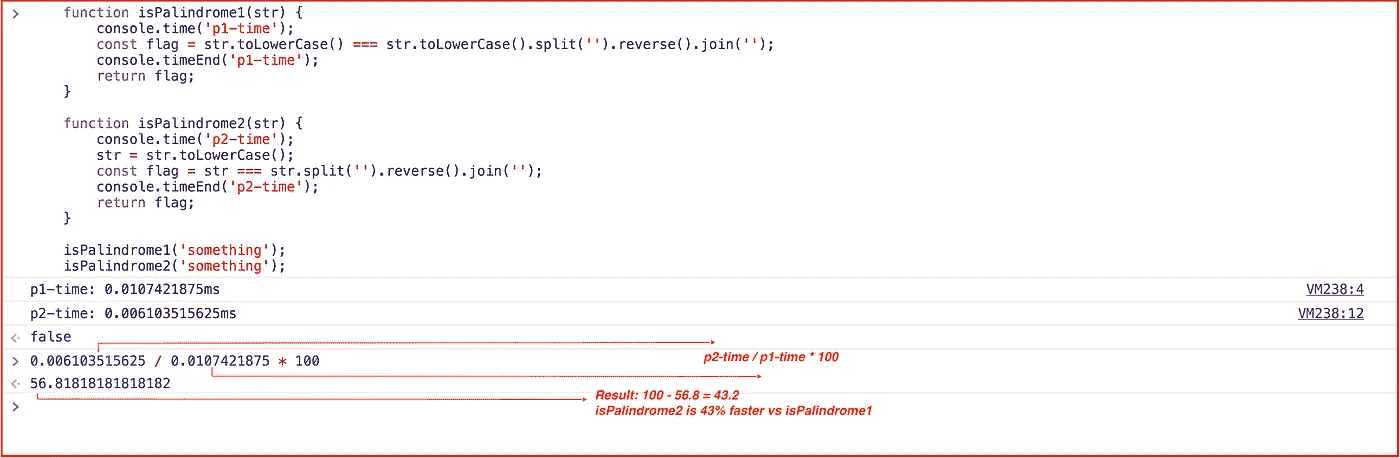 > function isPalindrome1(str) {
console.time('p1-time');
const flag = str.toLowerCase() === str.toLowerCase().split('').reverse().join('');
console.timeEnd('p1-time');
return flag;
}
function isPalindrome2(str) {
console.time('p2-time');
str = str.toLowerCase();
const flag = str === str.split('').reverse().join('');
console.timeEnd('p2-time');
return flag;
}
isPalindrome1('something');
isPalindrome2('something');
p1-time: 0.0107421875ms VM238:4
p2-time: 0.006103515625ms VM238:12
false
> 0.006103515625 / 0.0107421875 * 100
p2-time / p1-time * 100
56.81818181818182
Result: 100 - 56.8 = 43.2
isPalindrome2 is 43% faster vs isPalindrome1
>